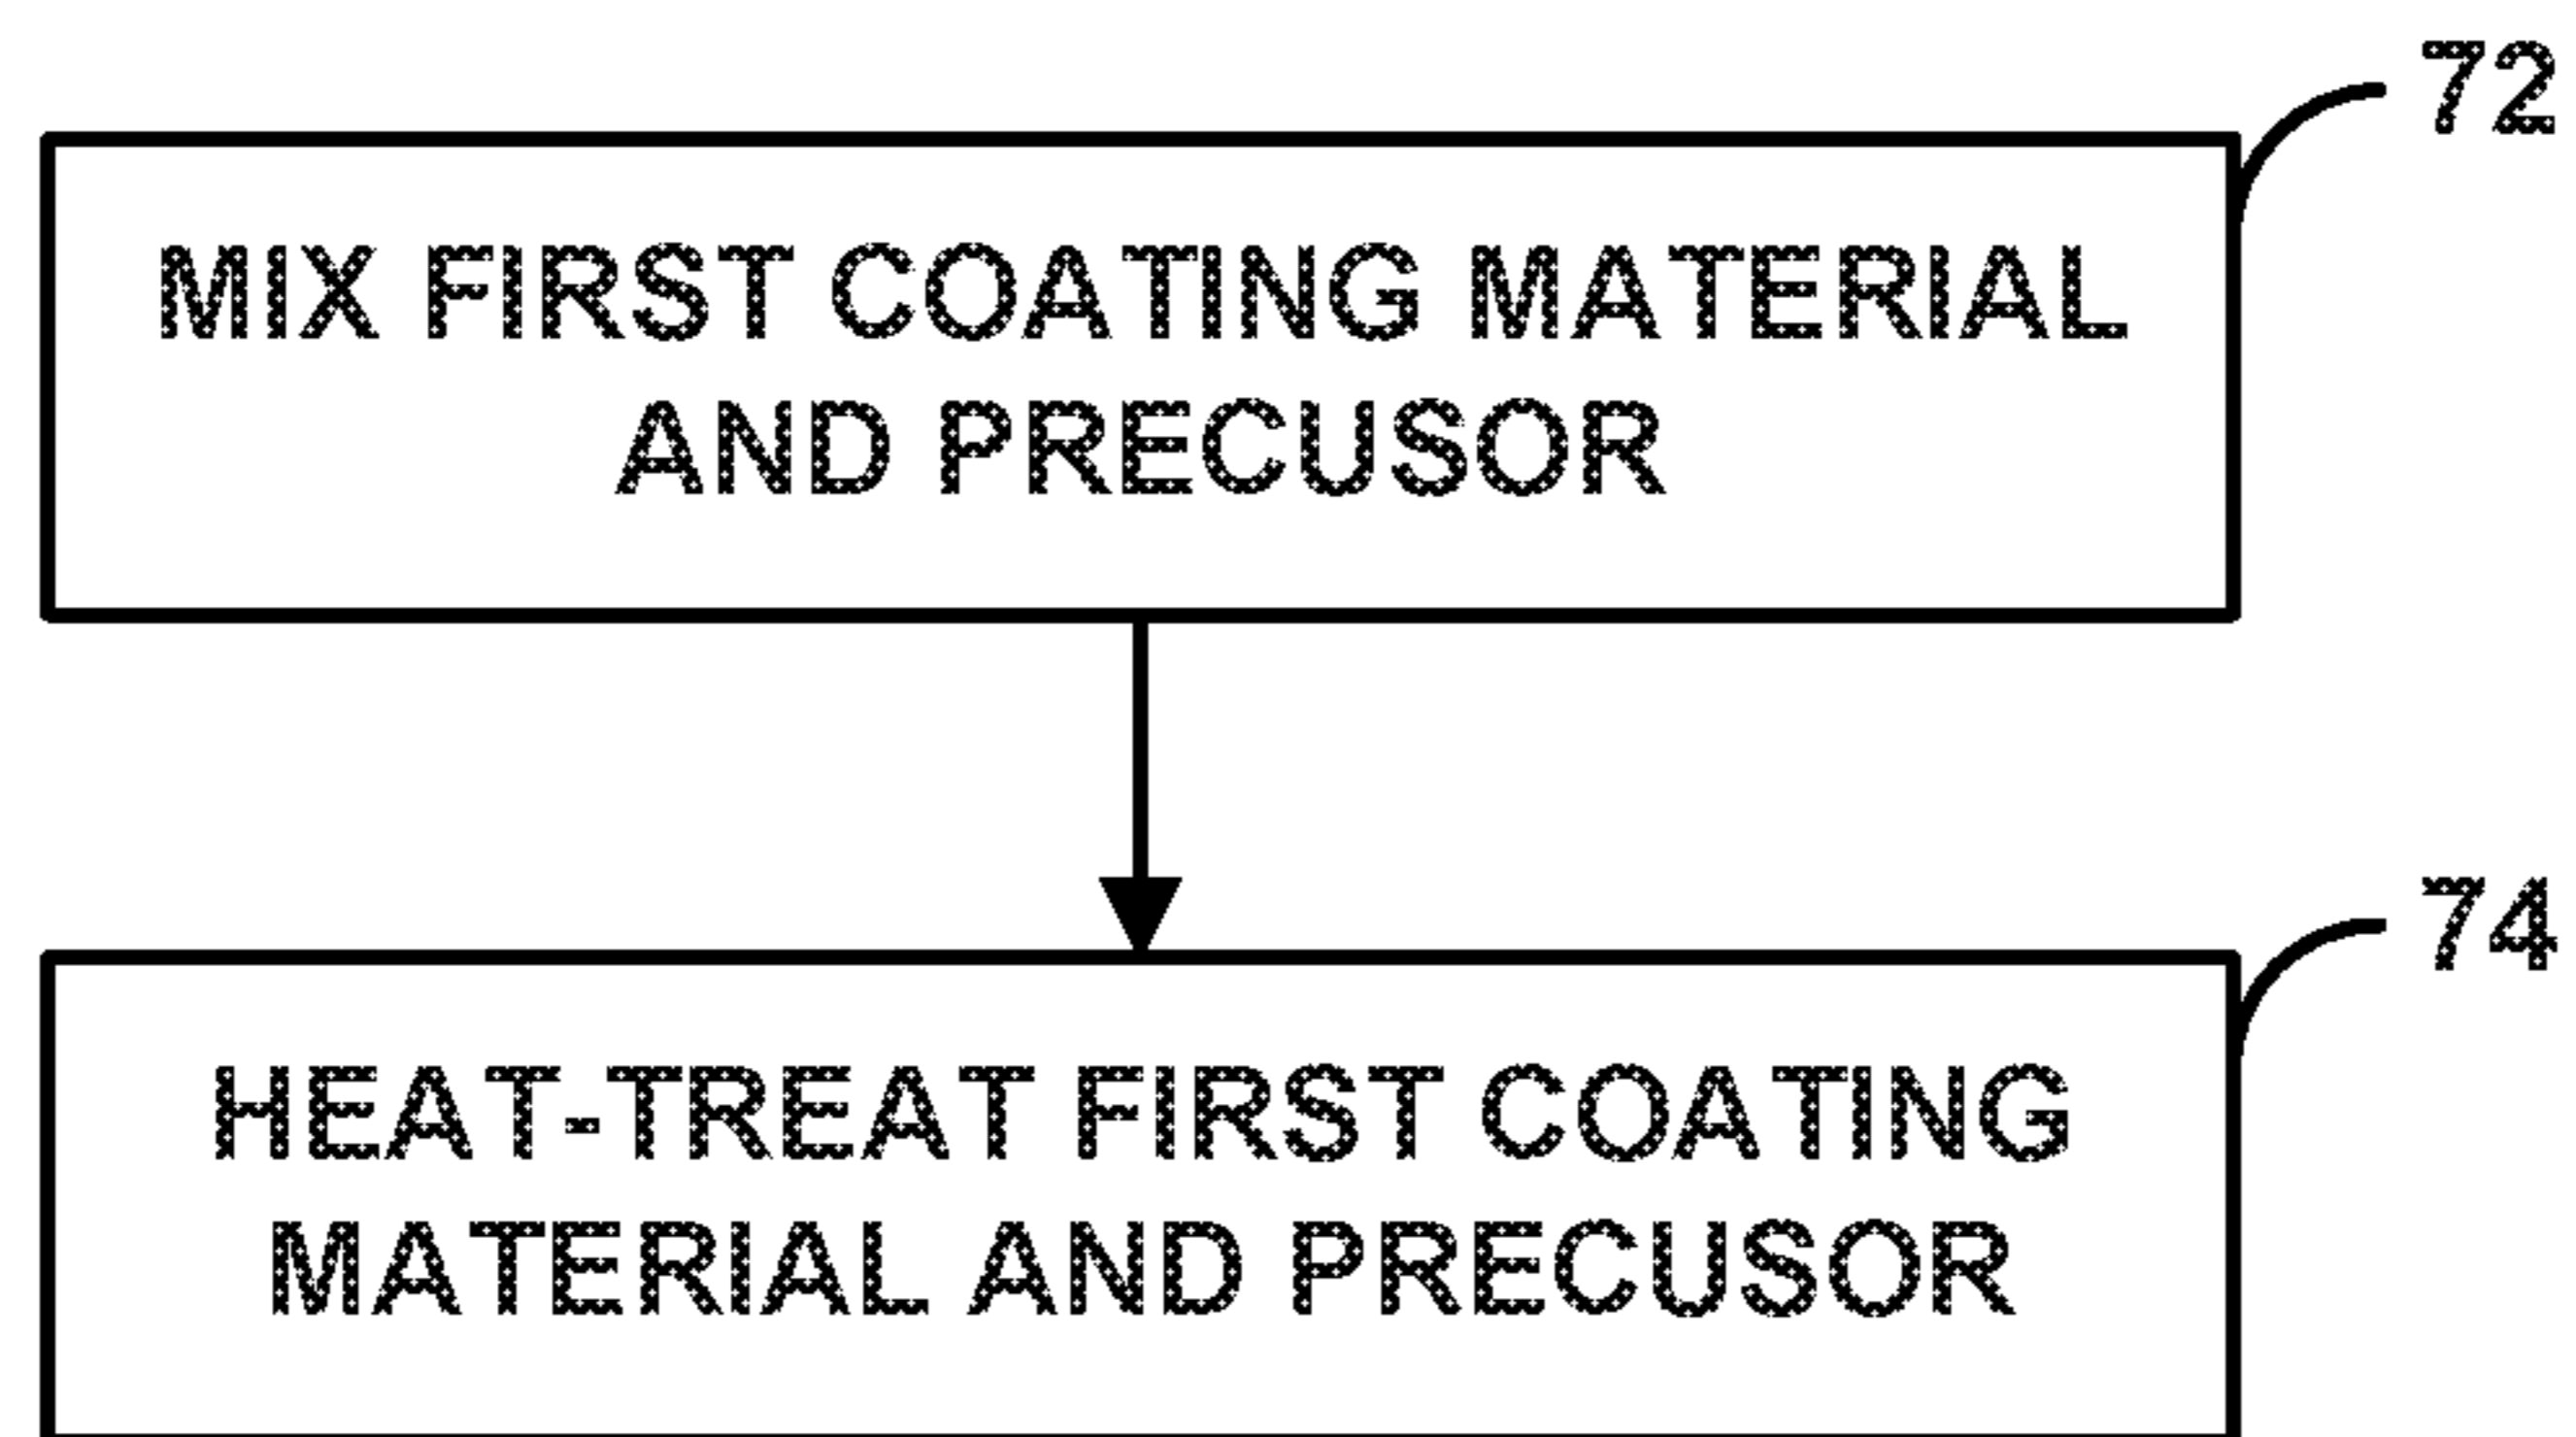 72
MIX FIRST COATING MATERIAL
AND PRECUSOR
74
HEAT-TREAT FIRST COATING
MATERIAL AND PRECUSOR